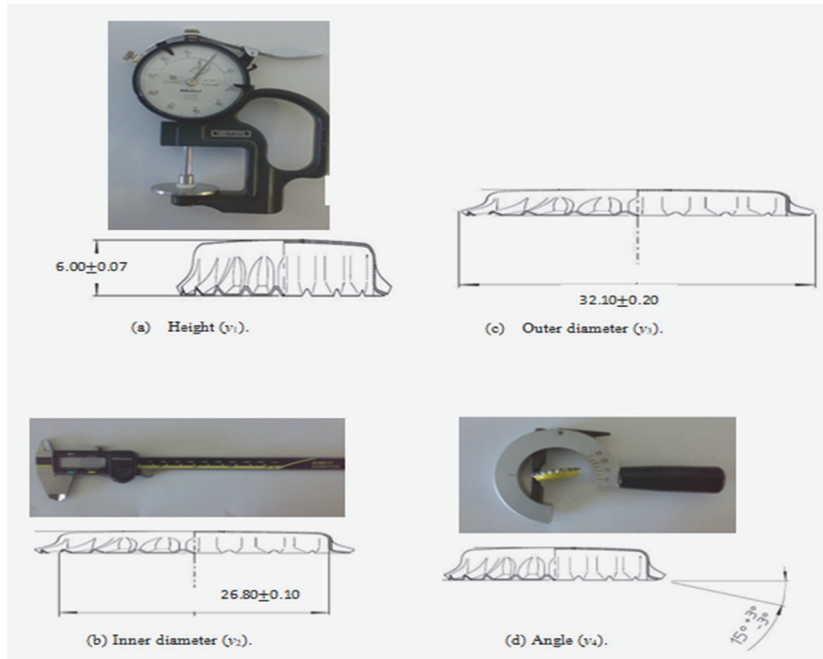 6.00±0.07
(a) Height (y₁).
32.10±0.20
(c) Outer diameter (y₃).
26.80±0.10
(b) Inner diameter (y₂).
15° +3° -3°
(d) Angle (y₄).